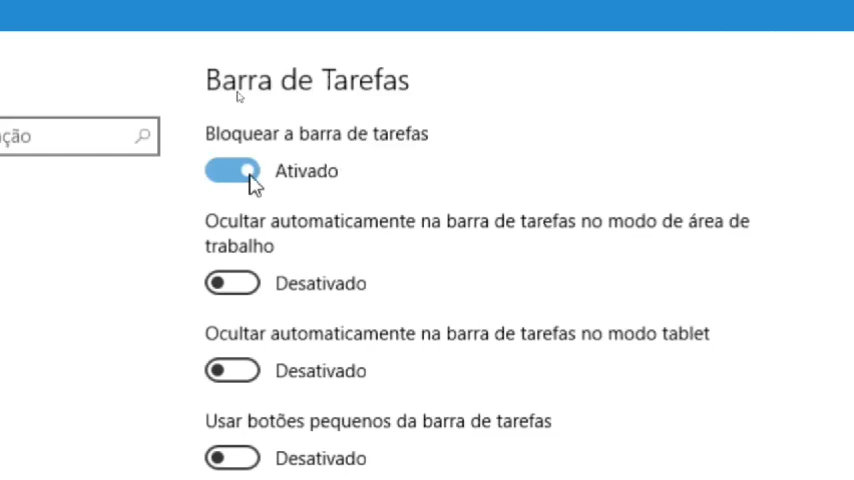 Barra de Tarefas
Bloquear a barra de tarefas
ação
Ativado
Ocultar automaticamente na barra de tarefas no modo de área de
trabalho
Desativado
Ocultar automaticamente na barra de tarefas no modo tablet
Desativado
Usar botões pequenos da barra de tarefas
Desativado